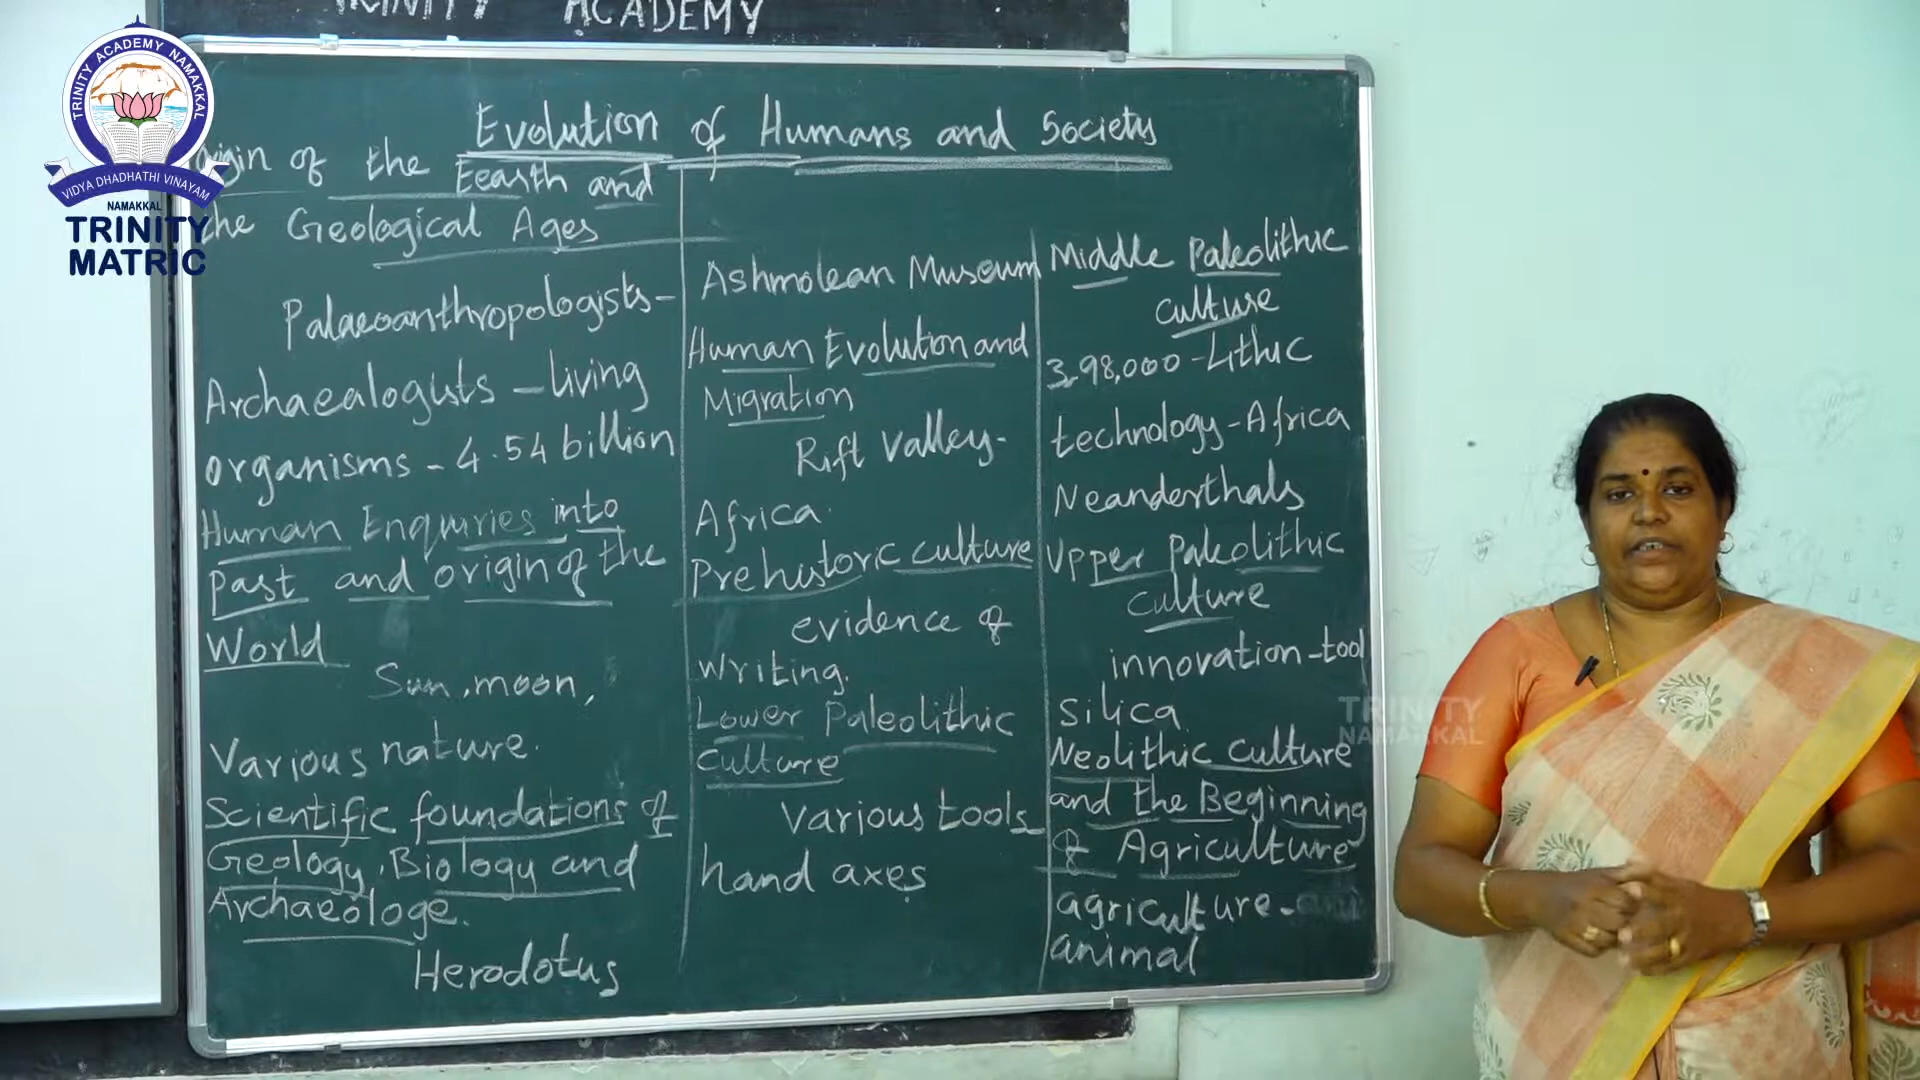 TRINITY ACADEMY
TRINITY ACADEMY NAMAKKAL
VIDYA DHADHATHI VINAYAM
NAMAKKAL
TRINITY
MATRIC
Evolution of Humans and Society
of the Eearth and
the Geological Ages
Palaeoanthropologists-
Archaealogists - living
organisms - 4.54 billion
Human Enquiries into
past and origin of the
World
Sun, moon,
Various nature.
Scientific foundations of
Geology, Biology and
Archaeologe.
Herodotus
Ashmolean Museum
Human Evolution and
Migration
Rift valley-
Africa.
Prehistoric culture
evidence of
writing.
Lower Paleolithic
culture
Various tools
hand axes
Middle Paleolithic
culture
3,98,000 - Lithic
technology - Africa
Neanderthals
Upper Paleolithic
culture
innovation - tool
silica
Neolithic culture
and the Beginning
of Agriculture
agriculture -
animal
TRINITY
NAMAKKAL